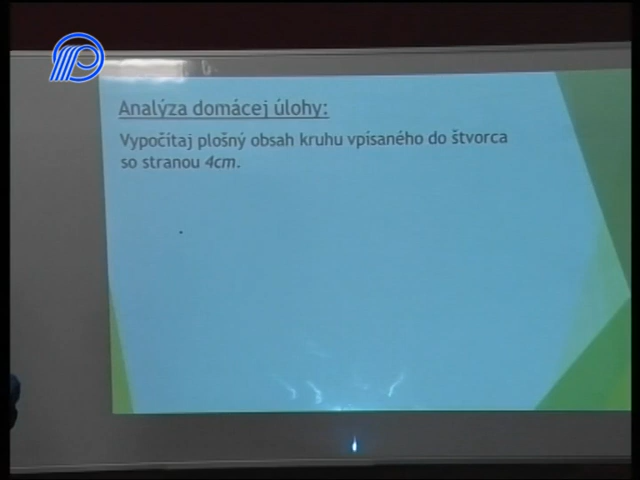 Analýza domácej úlohy:
Vypočítaj plošný obsah kruhu vpísaného do štvorca
so stranou 4cm.